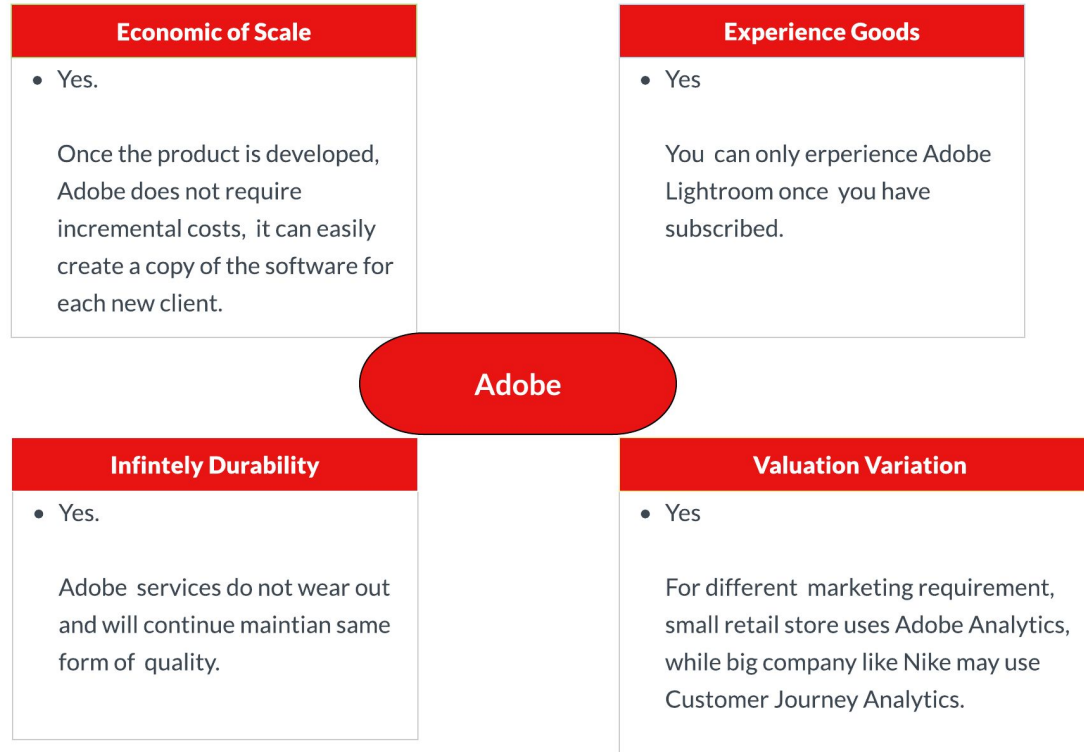 Economic of Scale
• Yes.
Once the product is developed,
Adobe does not require
incremental costs, it can easily
create a copy of the software for
each new client.
Experience Goods
• Yes
You can only erperience Adobe
Lightroom once you have
subscribed.
Adobe
Infintely Durability
• Yes.
Adobe services do not wear out
and will continue maintian same
form of quality.
Valuation Variation
• Yes
For different marketing requirement,
small retail store uses Adobe Analytics,
while big company like Nike may use
Customer Journey Analytics.